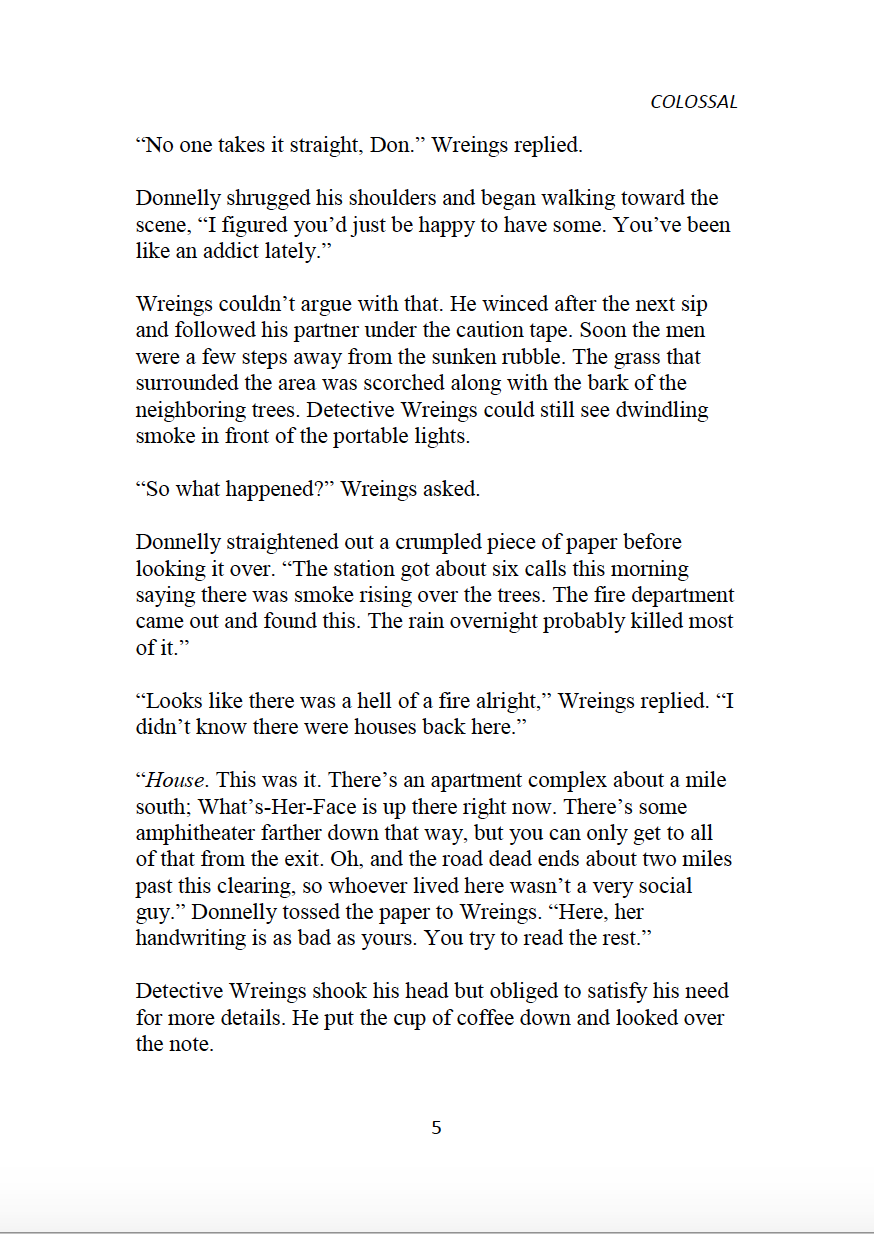 COLOSSAL
“No one takes it straight, Don.” Wreings replied.
Donnelly shrugged his shoulders and began walking toward the
scene, “I figured you’d just be happy to have some. You’ve been
like an addict lately.”
Wreings couldn’t argue with that. He winced after the next sip
and followed his partner under the caution tape. Soon the men
were a few steps away from the sunken rubble. The grass that
surrounded the area was scorched along with the bark of the
neighboring trees. Detective Wreings could still see dwindling
smoke in front of the portable lights.
“So what happened?” Wreings asked.
Donnelly straightened out a crumpled piece of paper before
looking it over. “The station got about six calls this morning
saying there was smoke rising over the trees. The fire department
came out and found this. The rain overnight probably killed most
of it.”
“Looks like there was a hell of a fire alright,” Wreings replied. “I
didn’t know there were houses back here.”
“House. This was it. There’s an apartment complex about a mile
south; What’s-Her-Face is up there right now. There’s some
amphitheater farther down that way, but you can only get to all
of that from the exit. Oh, and the road dead ends about two miles
past this clearing, so whoever lived here wasn’t a very social
guy.” Donnelly tossed the paper to Wreings. “Here, her
handwriting is as bad as yours. You try to read the rest.”
Detective Wreings shook his head but obliged to satisfy his need
for more details. He put the cup of coffee down and looked over
the note.
5